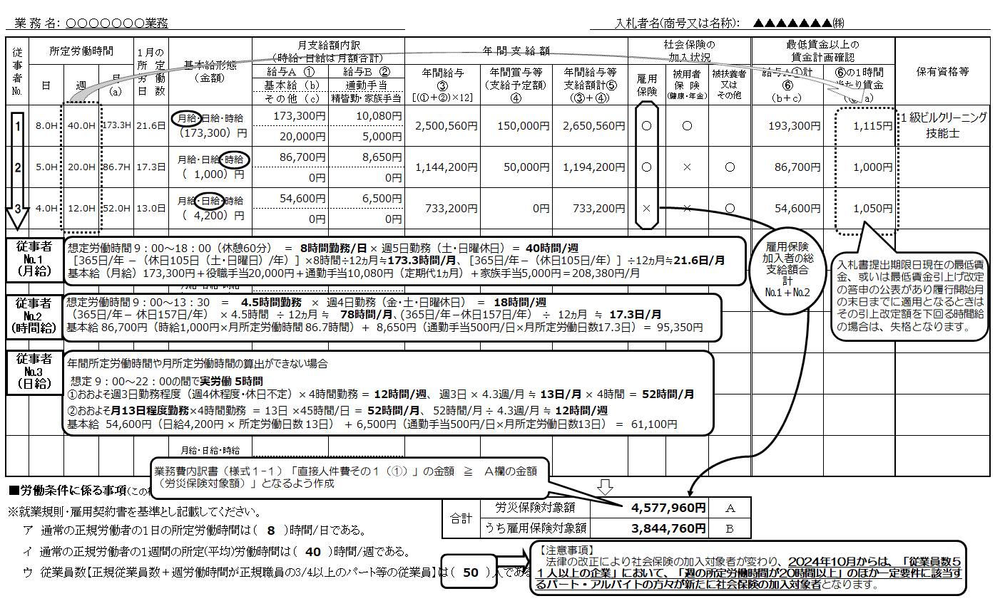 業務名：〇〇〇〇〇〇〇業務
入札者名(商号又は名称)：　▲▲▲▲▲▲▲㈱
従事者№
所定労働時間
日　週　月(a)
1月の所定労働日数
基本給形態
（金額）
月支給額内訳
（時給・日給は月額合計）
給与A ①　給与B ②
基本給（b）　通勤手当
その他（c）　精皆勤・家族手当
年間支給額
年間給与③[(①+②)×12]
年間賞与等（支給予定額）④
年間給与等支給額計⑤（③+④）
社会保険の加入状況
雇用保険
被用者保険（健康・年金）
被扶養者又はその他
最低賃金以上の賃金計画確認
給与A①計⑥（b+c）
⑥の1時間当たり賃金
保有資格等
1　8.0H　40.0H　173.3H　21.6日　月給・日給・時給　173,300円　10,080円　2,500,560円　150,000円　2,650,560円　〇　〇　193,300円　1,115円　1級ビルクリーニング
（173,300）円　20,000円　5,000円　技能士
2　5.0H　20.0H　86.7H　17.3日　月給・日給・時給　86,700円　8,650円　1,144,200円　50,000円　1,194,200円　〇　×　〇　86,700円　1,000円
（ 1,000）円　0円　0円
3　4.0H　12.0H　52.0H　13.0日　月給・日給・時給　54,600円　6,500円　733,200円　0円　733,200円　×　×　〇　54,600円　1,050円
（ 4,200）円　0円　0円
従事者
№1
（月給）
想定労働時間 9：00～18：00（休憩60分）　＝　8時間勤務/日 × 週5日勤務（土・日曜休日）＝ 40時間/週
［365日/年 －（休日105日（土・日曜日）/年）］×8時間÷12ヵ月≒173.3時間/月、［365日/年－（休日105日/年）］÷12ヵ月≒21.6日/月
基本給（月給）173,300円＋役職手当20,000円＋通勤手当10,080円（定期代1ヵ月）＋家族手当5,000円＝208,380円/月
従事者
№2
（時間給）
想定労働時間 9：00～13：30　＝　4.5時間勤務　×　週4日勤務（金・土・日曜休日）　＝　18時間/週
（365日/年－ 休日157日/年）　×4.5時間　÷ 12ヵ月 ≒　78時間/月、（365日/年－休日157日/年）　÷　12ヵ月　≒　17.3日/月
基本給 86,700円（時給1,000円×月所定労働時間 86.7時間）＋ 8,650円（通勤手当500円/日×月所定労働日数17.3日）＝ 95,350円
従事者
№3
（日給）
年間所定労働時間や月所定労働時間の算出ができない場合
想定 9：00～22：00の間で実労働 5時間
①おおよそ週3日勤務程度（週4休程度・休日不定）×4時間勤務＝ 12時間/週、 週3日 × 4.3週/月 ≒ 13日/月 × 4時間 ＝ 52時間/月
②おおよそ月13日程度勤務×4時間勤務 ＝ 13日 ×45時間/日 ＝ 52時間/月、 52時間/月 ÷ 4.3週/月 ≒ 12時間/週
基本給 54,600円（日給4,200円 × 所定労働日数 13日）　＋ 6,500円（通勤手当500円/日×月所定労働日数13日）　＝　61,100円
雇用保険
加入者の総
支給額合
計
№1＋№2
入札書提出期限日現在の最低賃
金、或いは最低賃金引上げ改定
の答申の公表があり履行開始月
の末日までに適用となるときは
その引上改定額を下回る時間給
の場合は、失格となります。
月給・日給・時給
業務費内訳書（様式１-１）「直接人件費その１（①）」の金額　≧　A欄の金額
（労災保険対象額）」となるよう作成
■労働条件に係る事項
合計
労災保険対象額　4,577,960円　A
うち雇用保険対象額　3,844,760円　B
※就業規則・雇用契約書を基準とし記載してください。
ア　通常の正規労働者の1日の所定労働時間は（　8　）時間/日である。
イ　通常の正規労働者の1週間の所定(平均)労働時間は（　40　）時間/週である。
ウ　従業員数【正規従業員数＋週労働時間が正規職員の3/4以上のパート等の従業員】は（　50　）人である
【注意事項】
法律の改正により社会保険の加入対象者が変わり、2024年10月からは、「従業員数５
１人以上の企業」において、「週の所定労働時間が20時間以上」のほか一定要件に該当す
るパート・アルバイトの方々が新たに社会保険の加入対象者となります。